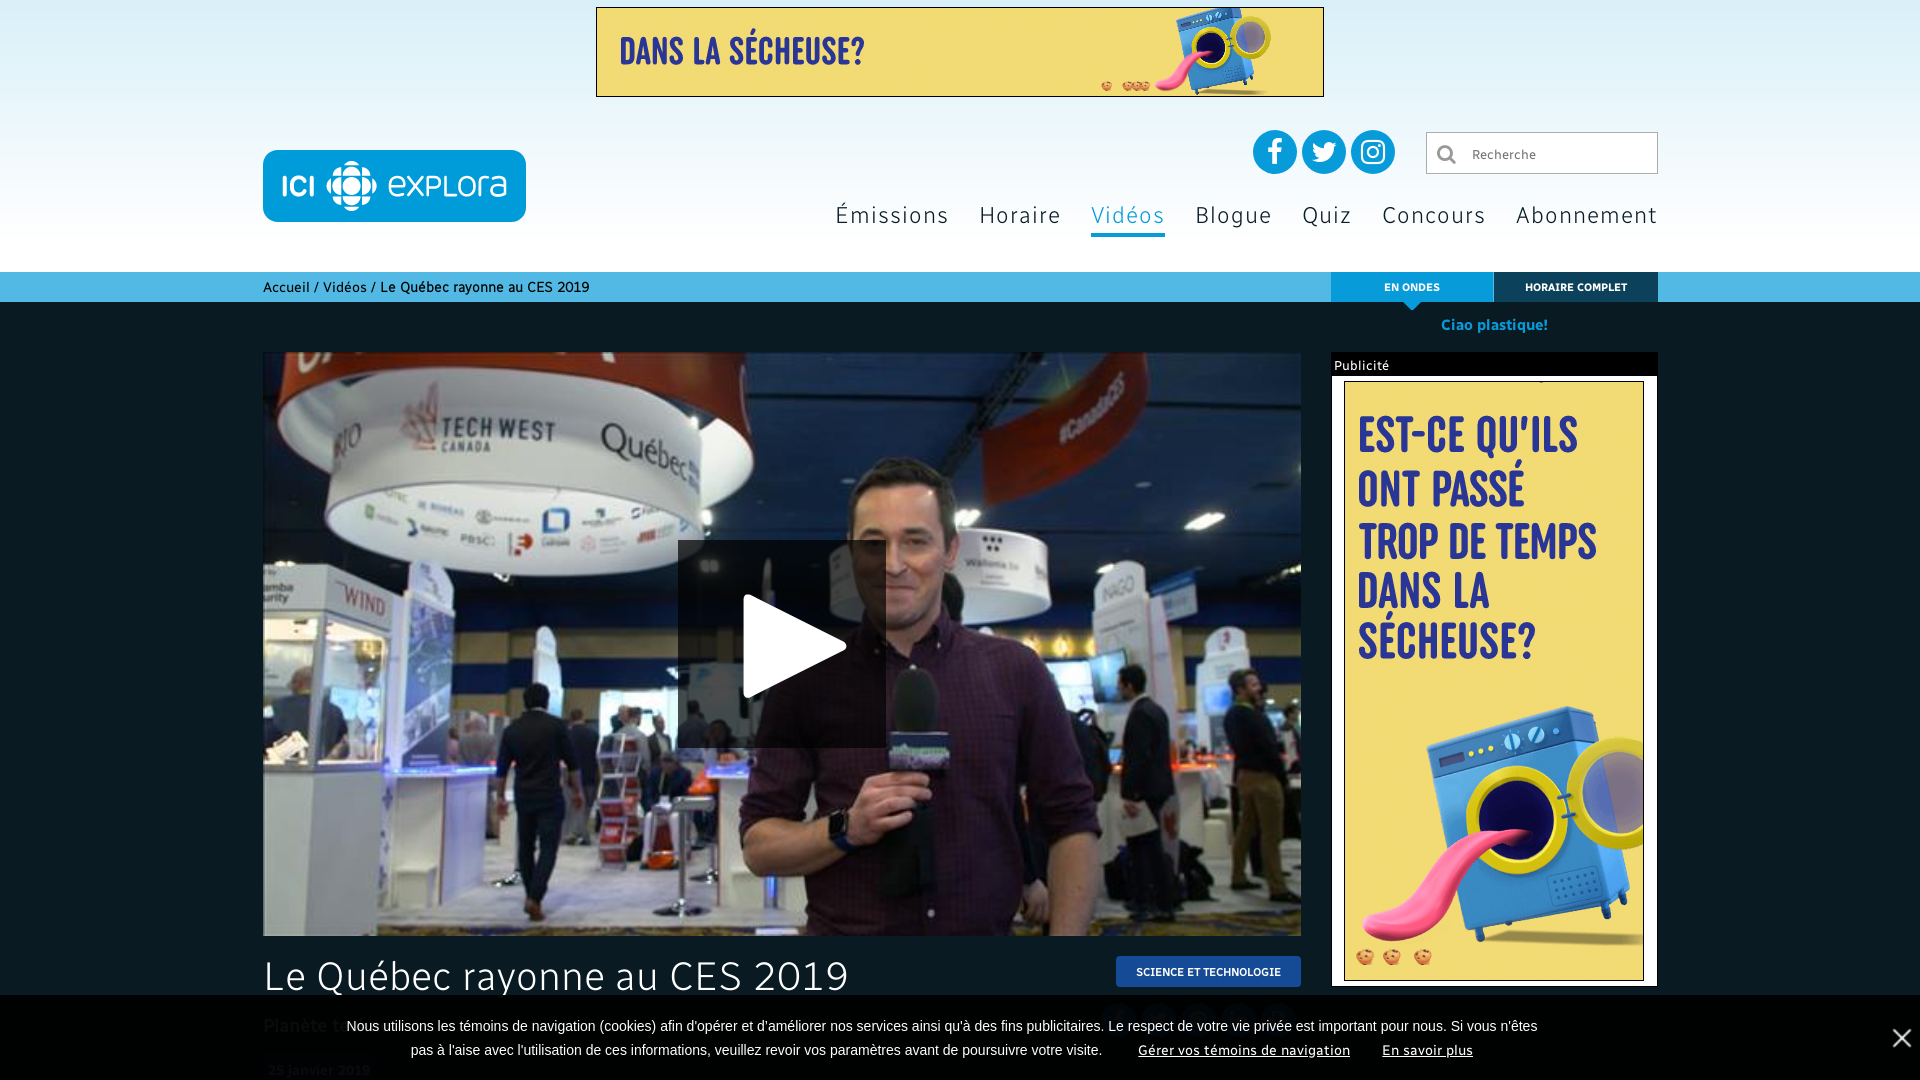 DANS LA SÉCHEUSE?
Recherche
ICI explora
Émissions Horaire Vidéos Blogue Quiz Concours Abonnement
Accueil / Vidéos / Le Québec rayonne au CES 2019
EN ONDES
HORAIRE COMPLET
Ciao plastique!
Publicité
TECH WEST
CANADA
Québec
#CanadaCES
WIND
EST-CE QU'ILS
ONT PASSÉ
TROP DE TEMPS
DANS LA
SÉCHEUSE?
Le Québec rayonne au CES 2019
SCIENCE ET TECHNOLOGIE
Nous utilisons les témoins de navigation (cookies) afin d'opérer et d’améliorer nos services ainsi qu'à des fins publicitaires. Le respect de votre vie privée est important pour nous. Si vous n'êtes
pas à l'aise avec l'utilisation de ces informations, veuillez revoir vos paramètres avant de poursuivre votre visite. Gérer vos témoins de navigation En savoir plus
25 janvier 2019